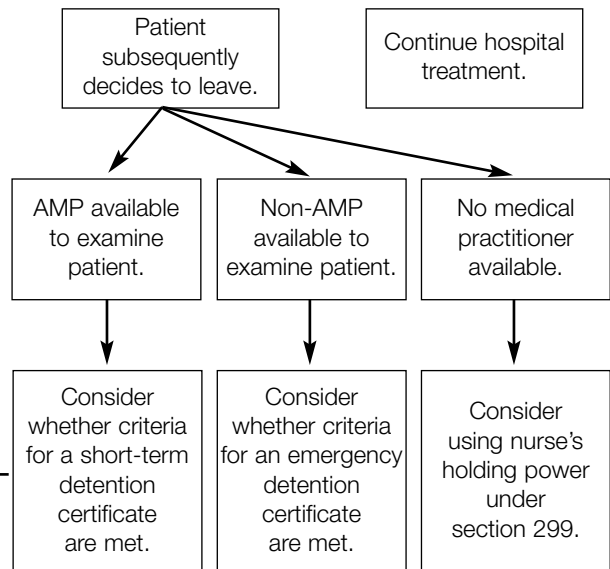 Patient
subsequently
decides to leave.
Continue hospital
treatment.
AMP available
to examine
patient.
Non-AMP
available to
examine patient.
No medical
practitioner
available.
Consider
whether criteria
for a short-term
detention
certificate
are met.
Consider
whether criteria
for an emergency
detention
certificate
are met.
Consider
using nurse’s
holding power
under
section 299.